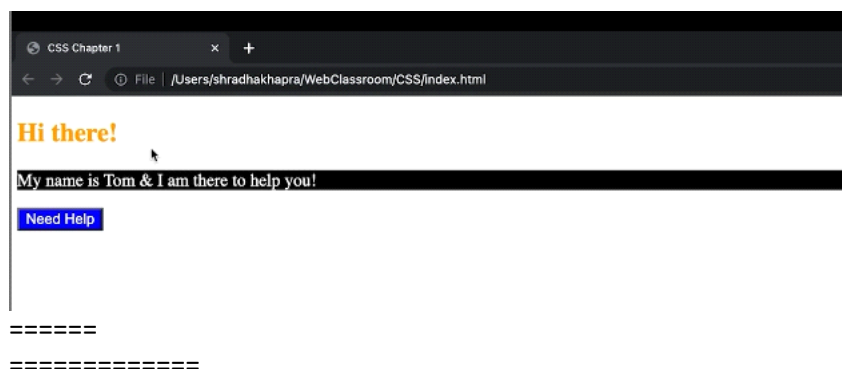 CSS Chapter 1
File | /Users/shradhakhapra/WebClassroom/CSS/index.html
Hi there!
My name is Tom & I am there to help you!
Need Help
======
=============